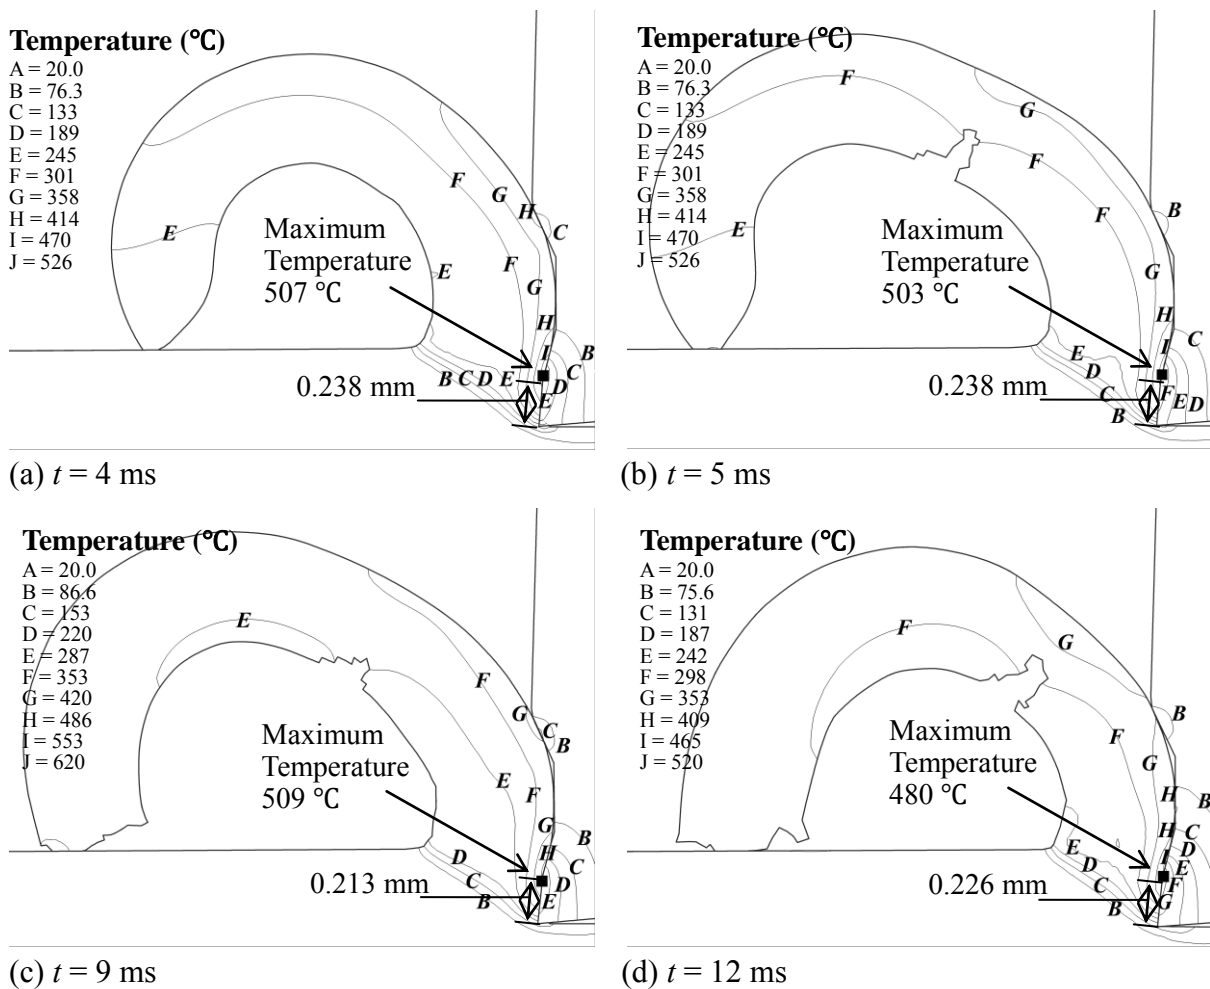 Temperature (℃)
A = 20.0
B = 76.3
C = 133
D = 189
E = 245
F = 301
G = 358
H = 414
I = 470
J = 526
F
G
H
C
E
Maximum
Temperature
507 ℃
E
F
G
H
I
B
C
B C D E
D
E
0.238 mm
(a) t = 4 ms
Temperature (℃)
A = 20.0
B = 76.3
C = 133
D = 189
E = 245
F = 301
G = 358
H = 414
I = 470
J = 526
F
G
F
F
B
E
Maximum
Temperature
503 ℃
G
H
I
C
E
D
C
B
F
E
D
0.238 mm
(b) t = 5 ms
Temperature (℃)
A = 20.0
B = 86.6
C = 153
D = 220
E = 287
F = 353
G = 420
H = 486
I = 553
J = 620
E
F
G
C
B
Maximum
Temperature
509 ℃
E
F
G
H
B
C
D
D
C
B
E
0.213 mm
(c) t = 9 ms
Temperature (℃)
A = 20.0
B = 75.6
C = 131
D = 187
E = 242
F = 298
G = 353
H = 409
I = 465
J = 520
F
G
B
F
G
Maximum
Temperature
480 ℃
H
B
H
C
D
I
E
F
G
E
D
C
B
0.226 mm
(d) t = 12 ms